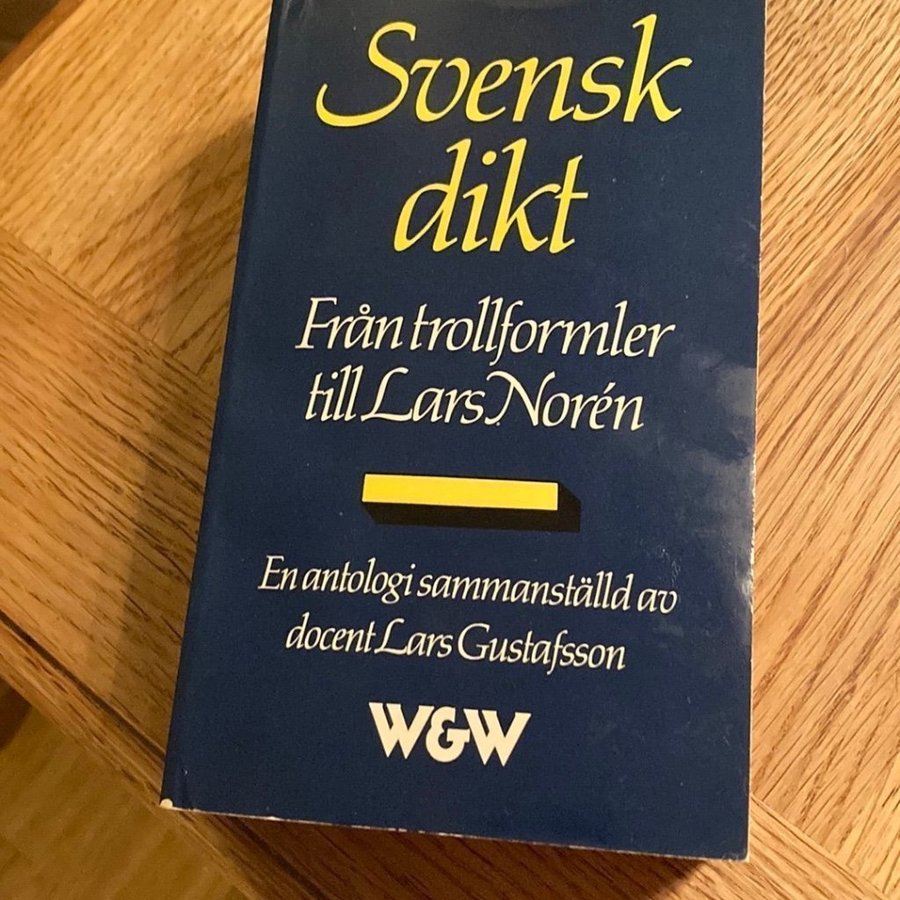 Svensk
dikt
Från trollformler
till Lars Norén
En antologi sammanställd av
docent Lars Gustafsson
W&W